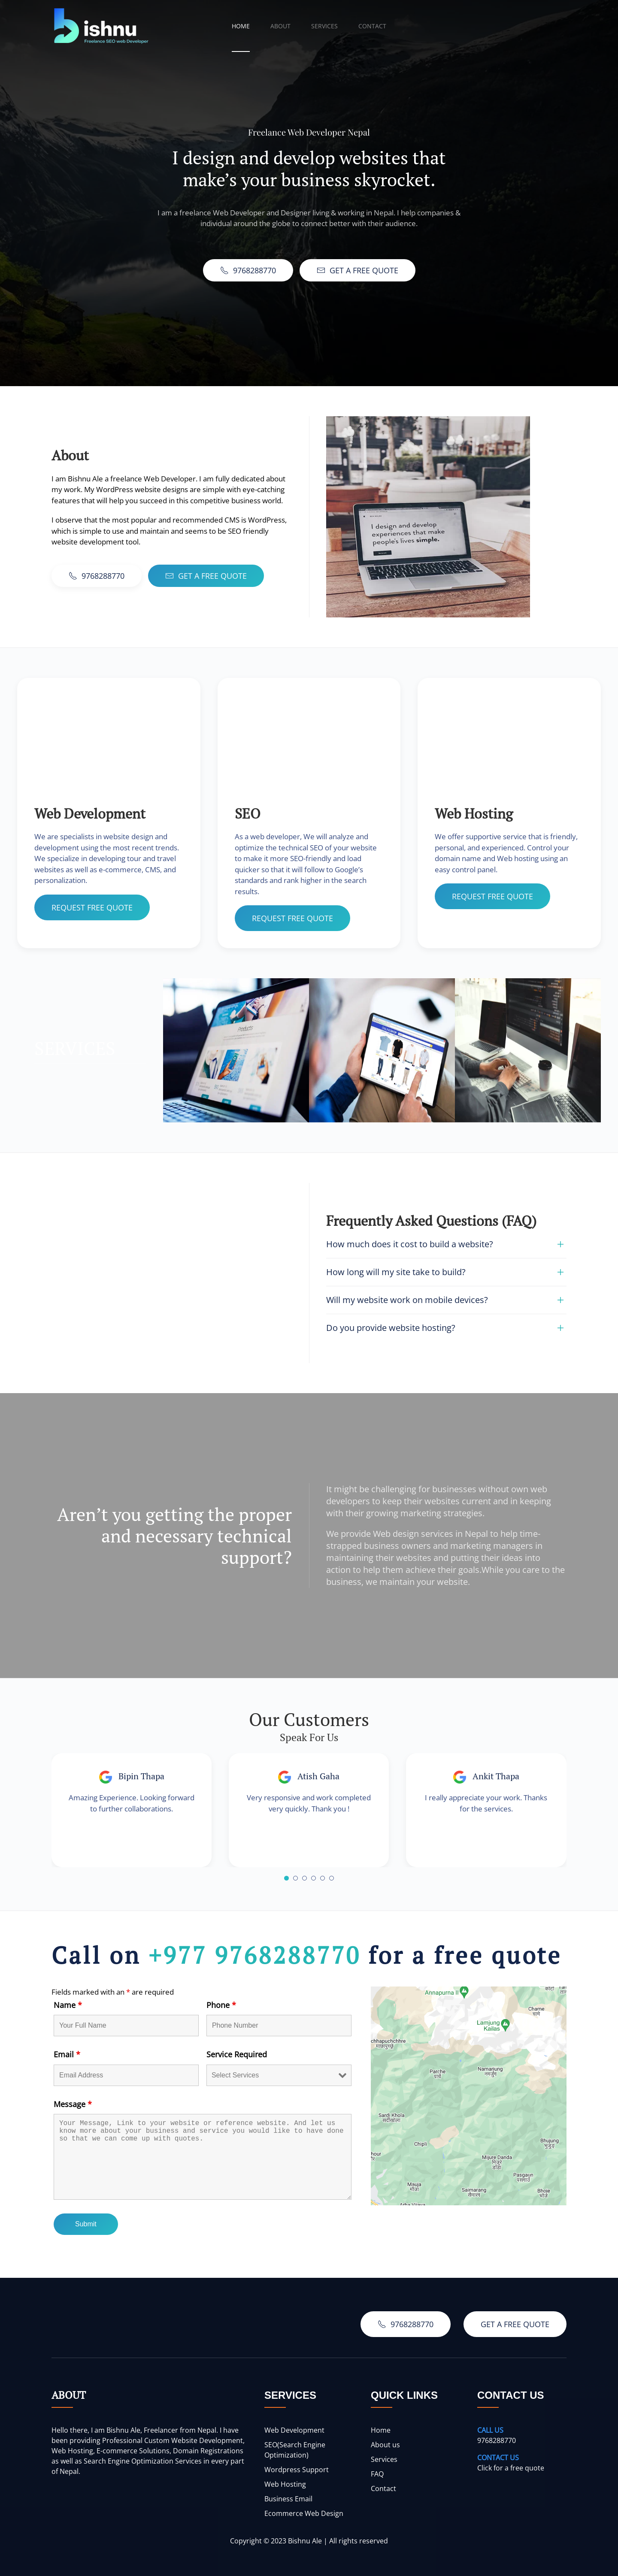 ishnu
Freelance SEO web Developer
HOME ABOUT SERVICES CONTACT
Freelance Web Developer Nepal
I design and develop websites that
make’s your business skyrocket.
I am a freelance Web Developer and Designer living & working in Nepal. I help companies &
individual around the globe to connect better with their audience.
9768288770
GET A FREE QUOTE
About
I am Bishnu Ale a freelance Web Developer. I am fully dedicated about
my work. My WordPress website designs are simple with eye-catching
features that will help you succeed in this competitive business world.
I observe that the most popular and recommended CMS is WordPress,
which is simple to use and maintain and seems to be SEO friendly
website development tool.
9768288770
GET A FREE QUOTE
I design and develop
experiences that make
people's lives simple.
Web Development
We are specialists in website design and
development using the most recent trends.
We specialize in developing tour and travel
websites as well as e-commerce, CMS, and
personalization.
REQUEST FREE QUOTE
SEO
As a web developer, We will analyze and
optimize the technical SEO of your website
to make it more SEO-friendly and load
quicker so that it will follow to Google’s
standards and rank higher in the search
results.
REQUEST FREE QUOTE
Web Hosting
We offer supportive service that is friendly,
personal, and experienced. Control your
domain name and Web hosting using an
easy control panel.
REQUEST FREE QUOTE
Frequently Asked Questions (FAQ)
How much does it cost to build a website?
How long will my site take to build?
Will my website work on mobile devices?
Do you provide website hosting?
Aren’t you getting the proper
and necessary technical
support?
It might be challenging for businesses without own web
developers to keep their websites current and in keeping
with their growing marketing strategies.
We provide Web design services in Nepal to help time-
strapped business owners and marketing managers in
maintaining their websites and putting their ideas into
action to help them achieve their goals.While you care to the
business, we maintain your website.
Our Customers
Speak For Us
Bipin Thapa
Amazing Experience. Looking forward
to further collaborations.
Atish Gaha
Very responsive and work completed
very quickly. Thank you !
Ankit Thapa
I really appreciate your work. Thanks
for the services.
Call on +977 9768288770 for a free quote
Fields marked with an * are required
Name *
Your Full Name
Phone *
Phone Number
Email *
Email Address
Service Required
Select Services
Message *
Your Message, Link to your website or reference website. And let us
know more about your business and service you would like to have done
so that we can come up with quotes.
Submit
Annapurna II
Chame
Lamjung
Kailas
Parche
Namarjung
Sardi Khola
Chipli
Bhujung
Mijure Danda
Pasgaun
Mauja
Saimarang
Bhoje
9768288770
GET A FREE QUOTE
ABOUT
Hello there, I am Bishnu Ale, Freelancer from Nepal. I have
been providing Professional Custom Website Development,
Web Hosting, E-commerce Solutions, Domain Registrations
as well as Search Engine Optimization Services in every part
of Nepal.
SERVICES
Web Development
SEO(Search Engine
Optimization)
Wordpress Support
Web Hosting
Business Email
Ecommerce Web Design
QUICK LINKS
Home
About us
Services
FAQ
Contact
CONTACT US
CALL US
9768288770
CONTACT US
Click for a free quote
Copyright © 2023 Bishnu Ale | All rights reserved